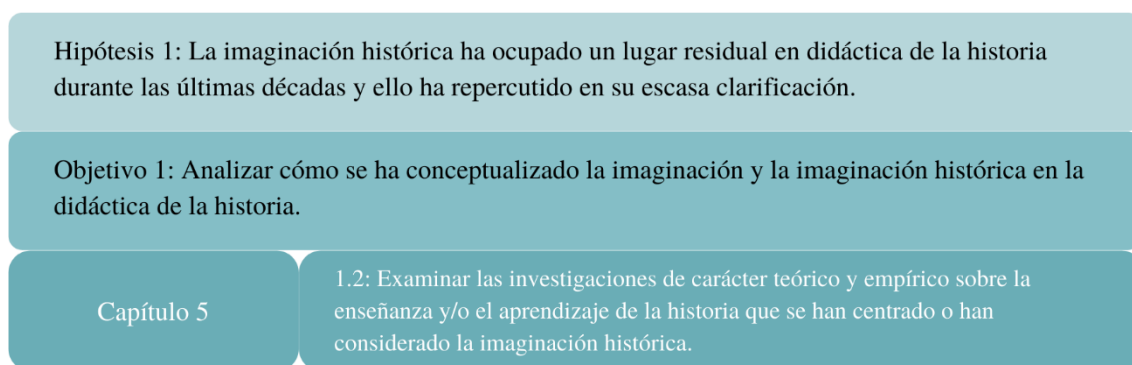 Hipótesis 1: La imaginación histórica ha ocupado un lugar residual en didáctica de la historia
durante las últimas décadas y ello ha repercutido en su escasa clarificación.
Objetivo 1: Analizar cómo se ha conceptualizado la imaginación y la imaginación histórica en la
didáctica de la historia.
Capítulo 5
1.2: Examinar las investigaciones de carácter teórico y empírico sobre la
enseñanza y/o el aprendizaje de la historia que se han centrado o han
considerado la imaginación histórica.